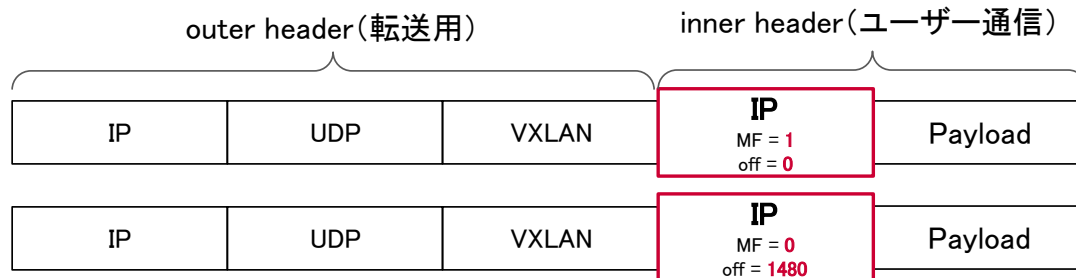 outer header（転送用）
inner header（ユーザー通信）
IP
UDP
VXLAN
IP
MF = 1
off = 0
Payload
IP
UDP
VXLAN
IP
MF = 0
off = 1480
Payload